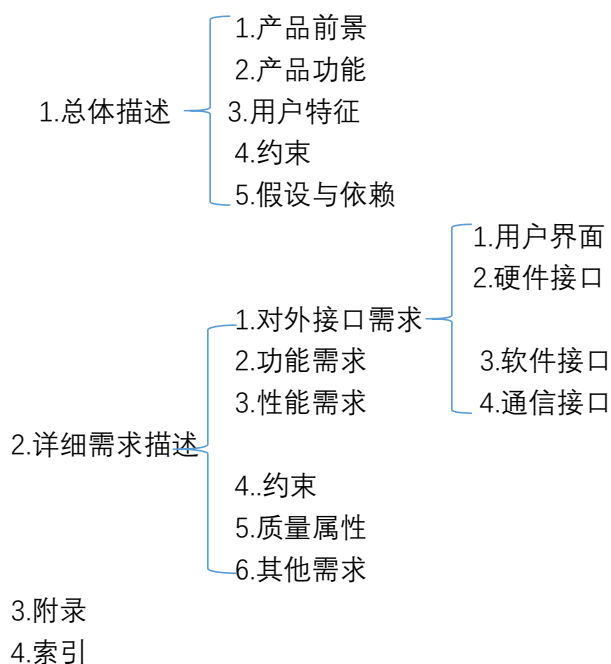 1.产品前景
2.产品功能
1.总体描述
3.用户特征
4.约束
5.假设与依赖
1.用户界面
2.硬件接口
1.对外接口需求
2.功能需求
3.软件接口
3.性能需求
4.通信接口
2.详细需求描述
4..约束
5.质量属性
6.其他需求
3.附录
4.索引